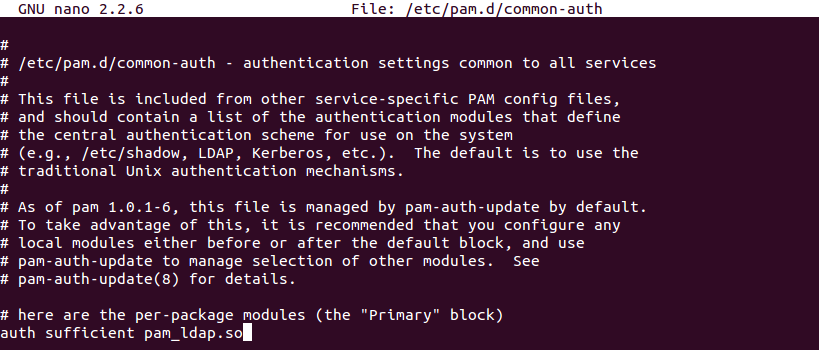 GNU nano 2.2.6 File: /etc/pam.d/common-auth
#
# /etc/pam.d/common-auth - authentication settings common to all services
#
# This file is included from other service-specific PAM config files,
# and should contain a list of the authentication modules that define
# the central authentication scheme for use on the system
# (e.g., /etc/shadow, LDAP, Kerberos, etc.).  The default is to use the
# traditional Unix authentication mechanisms.
#
# As of pam 1.0.1-6, this file is managed by pam-auth-update by default.
# To take advantage of this, it is recommended that you configure any
# local modules either before or after the default block, and use
# pam-auth-update to manage selection of other modules.  See
# pam-auth-update(8) for details.
# here are the per-package modules (the "Primary" block)
auth sufficient pam_ldap.so